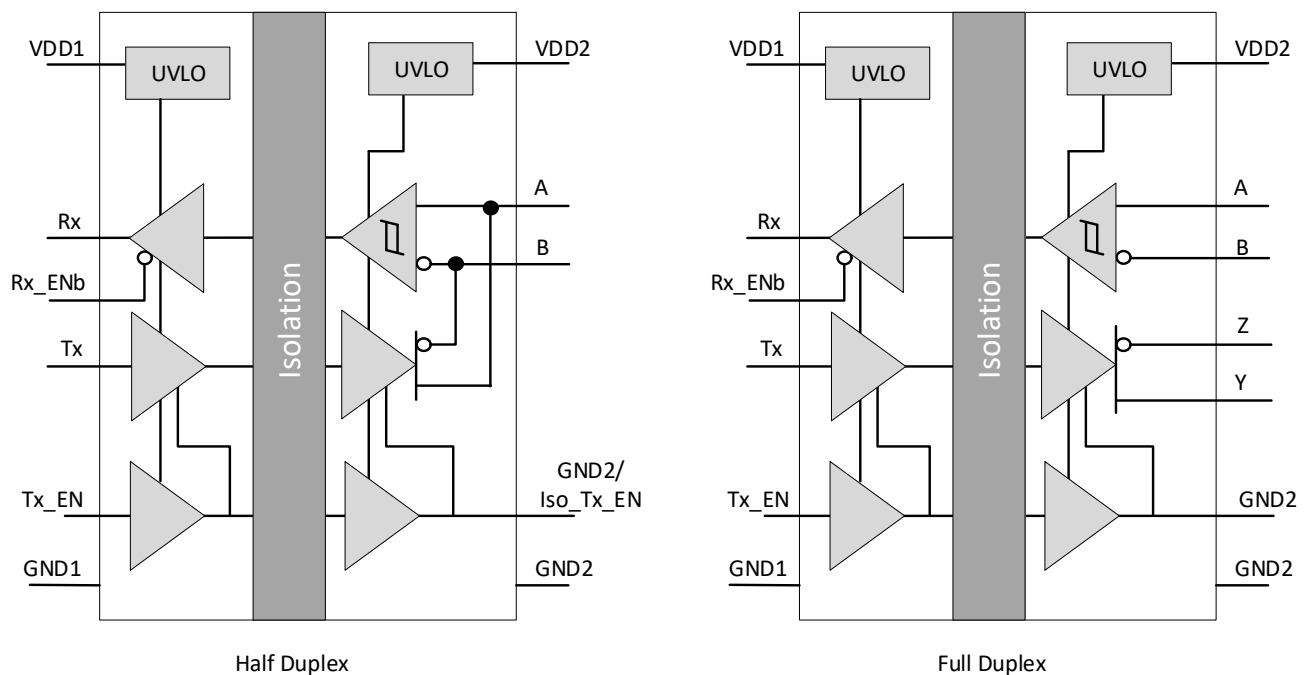 VDD1
UVLO
UVLO
VDD2
A
Rx
B
Rx_ENb
Isolation
Tx
GND2/
Tx_EN
Iso_Tx_EN
GND1
GND2
Half Duplex
VDD1
UVLO
UVLO
VDD2
A
Rx
B
Rx_ENb
Isolation
Z
Tx
Y
Tx_EN
GND2
GND1
GND2
Full Duplex